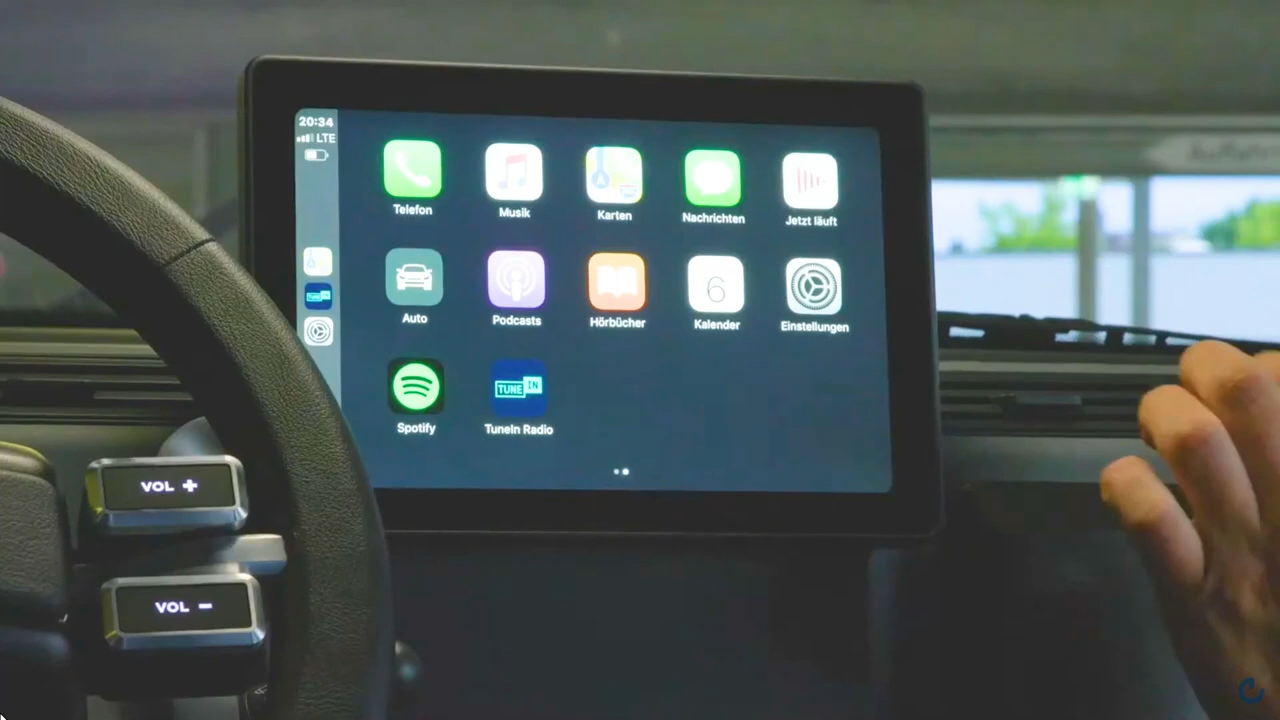 20:34
LTE
Telefon
Musik
Karten
Nachrichten
Jetzt läuft
Auto
Podcasts
Hörbücher
6
Kalender
Einstellungen
Spotify
TUNE IN
TuneIn Radio
VOL +
VOL −